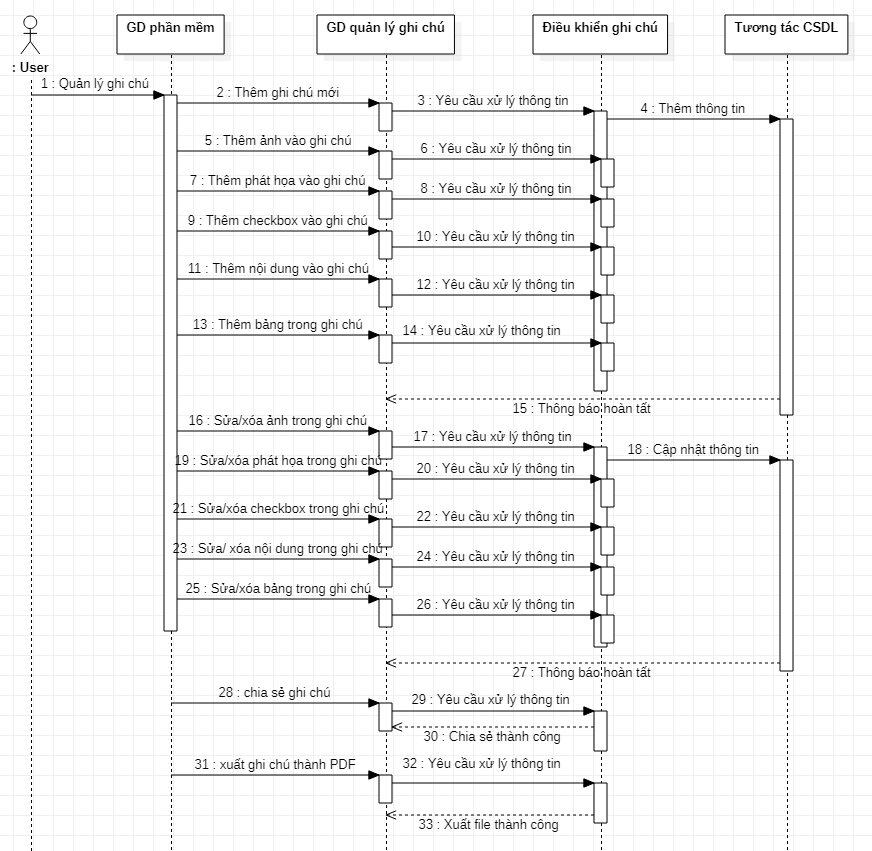 GD phần mềm
GD quản lý ghi chú
Điều khiển ghi chú
Tương tác CSDL
: User
1 : Quản lý ghi chú
2 : Thêm ghi chú mới
3 : Yêu cầu xử lý thông tin
4 : Thêm thông tin
5 : Thêm ảnh vào ghi chú
6 : Yêu cầu xử lý thông tin
7 : Thêm phát họa vào ghi chú
8 : Yêu cầu xử lý thông tin
9 : Thêm checkbox vào ghi chú
10 : Yêu cầu xử lý thông tin
11 : Thêm nội dung vào ghi chú
12 : Yêu cầu xử lý thông tin
13 : Thêm bảng trong ghi chú
14 : Yêu cầu xử lý thông tin
15 : Thông báo hoàn tất
16 : Sửa/xóa ảnh trong ghi chú
17 : Yêu cầu xử lý thông tin
18 : Cập nhật thông tin
19 : Sửa/xóa phát họa trong ghi chú
20 : Yêu cầu xử lý thông tin
21 : Sửa/xóa checkbox trong ghi chú
22 : Yêu cầu xử lý thông tin
23 : Sửa/ xóa nội dung trong ghi chú
24 : Yêu cầu xử lý thông tin
25 : Sửa/xóa bảng trong ghi chú
26 : Yêu cầu xử lý thông tin
27 : Thông báo hoàn tất
28 : chia sẻ ghi chú
29 : Yêu cầu xử lý thông tin
30 : Chia sẻ thành công
31 : xuất ghi chú thành PDF
32 : Yêu cầu xử lý thông tin
33 : Xuất file thành công